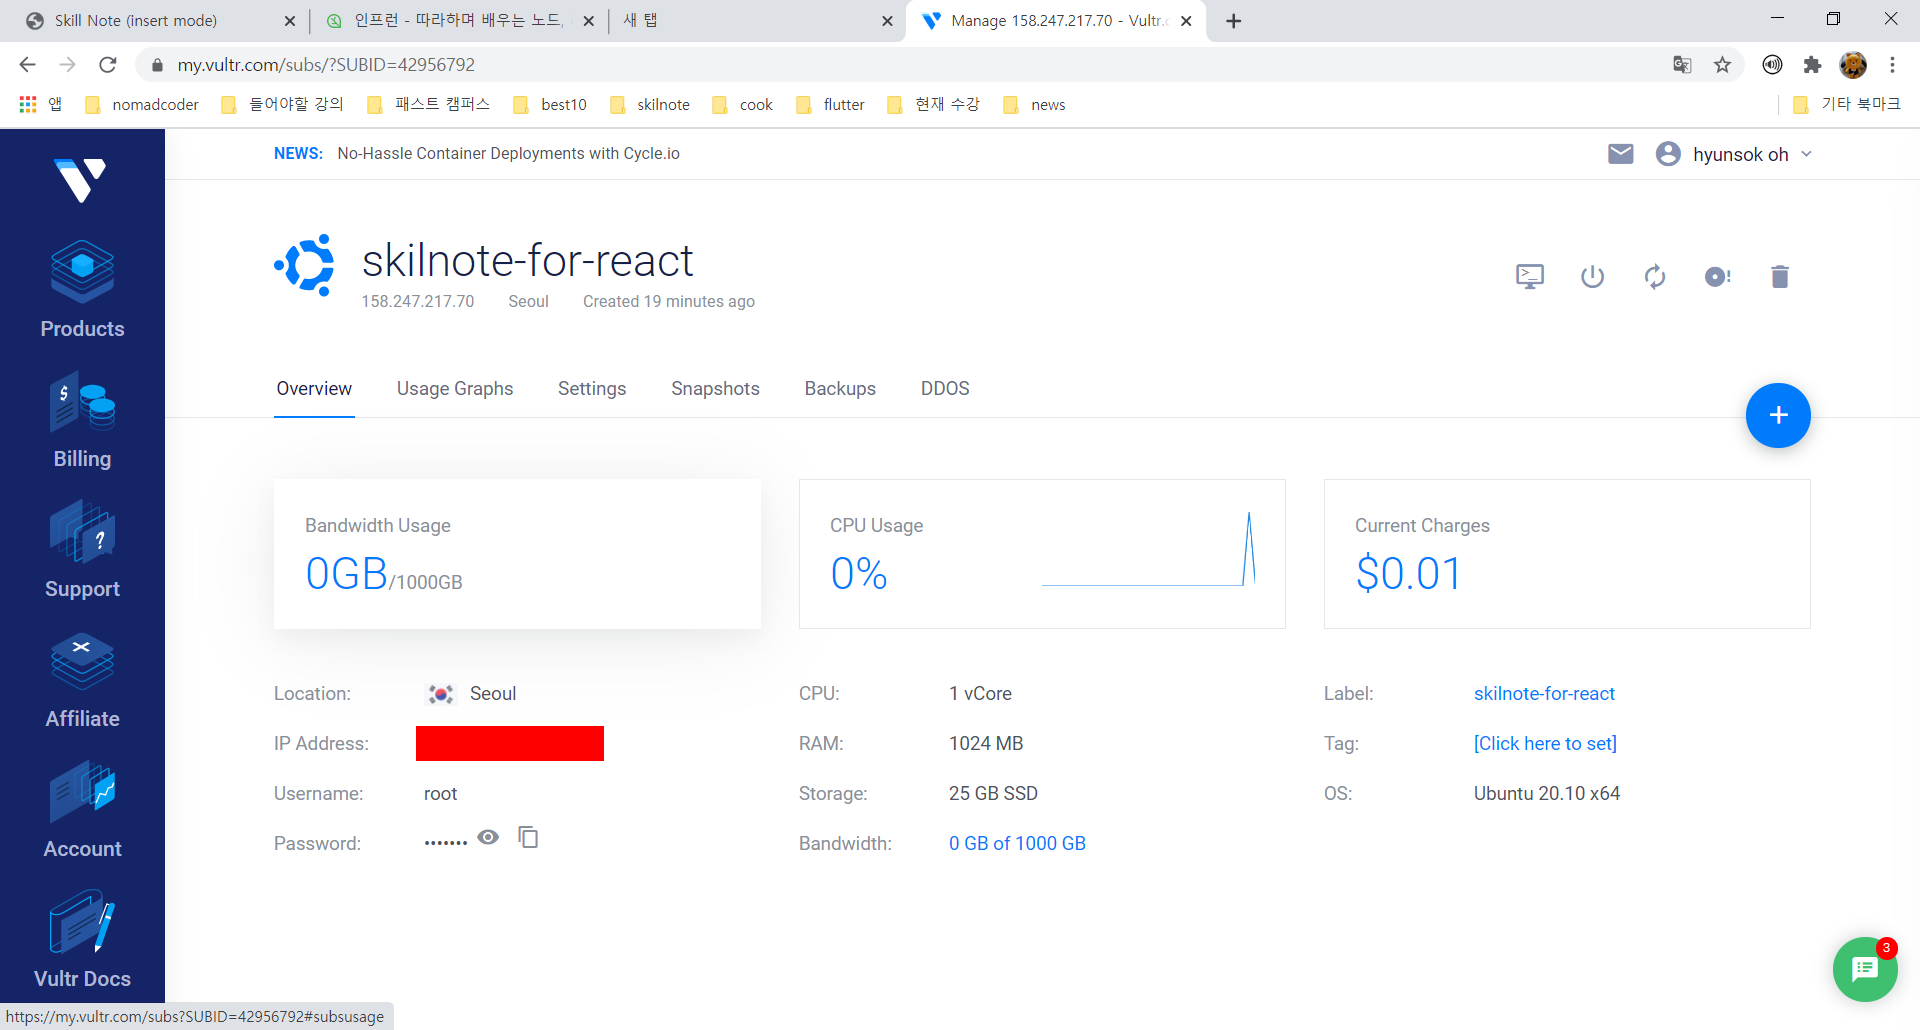 Skill Note (insert mode)
인프런 - 따라하며 배우는 노드,
새 탭
Manage 158.247.217.70 - Vultr.c
my.vultr.com/subs/?SUBID=42956792
앱
nomadcoder
들어야할 강의
패스트 캠퍼스
best10
skilnote
cook
flutter
현재 수강
news
기타 북마크
NEWS: No-Hassle Container Deployments with Cycle.io
hyunsok oh
Products
Billing
Support
Affiliate
Account
Vultr Docs
skilnote-for-react
158.247.217.70 Seoul Created 19 minutes ago
Overview Usage Graphs Settings Snapshots Backups DDOS
+
Bandwidth Usage
0GB/1000GB
CPU Usage
0%
Current Charges
$0.01
Location: Seoul
IP Address:
Username: root
Password: •••••••
CPU: 1 vCore
RAM: 1024 MB
Storage: 25 GB SSD
Bandwidth: 0 GB of 1000 GB
Label: skilnote-for-react
Tag: [Click here to set]
OS: Ubuntu 20.10 x64
3
https://my.vultr.com/subs?SUBID=42956792#subsusage